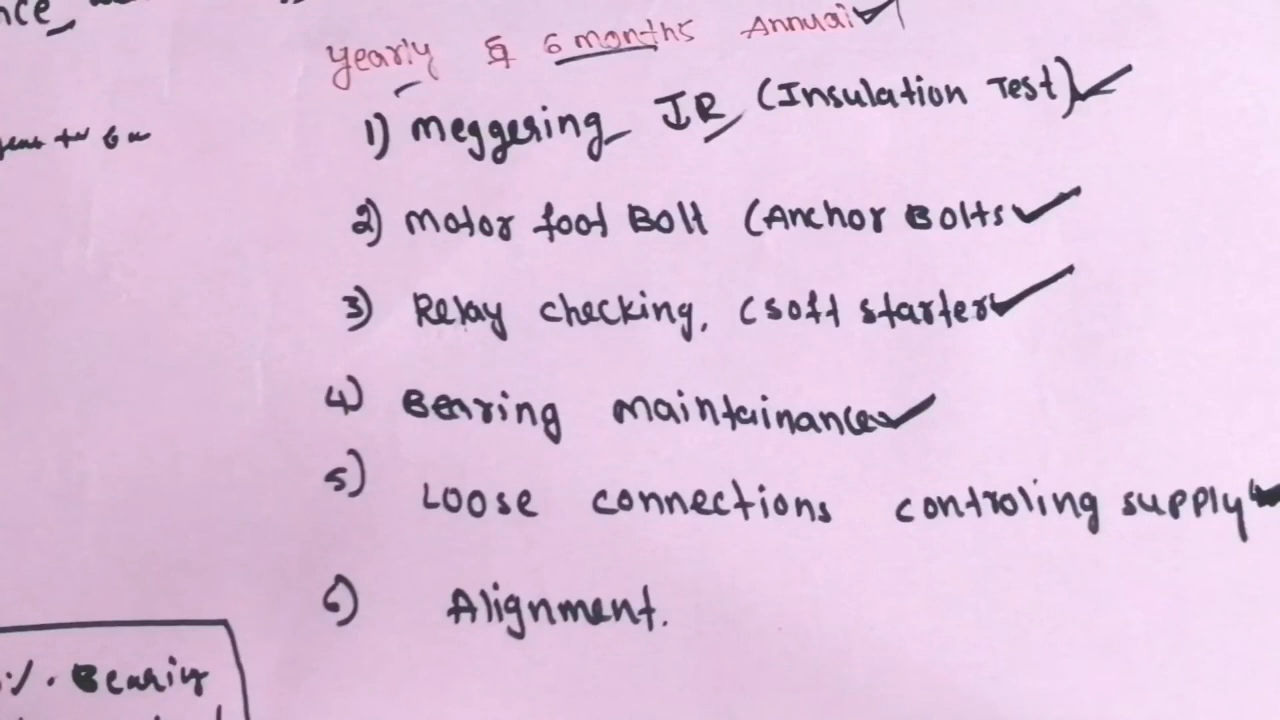 Yearly & 6 months Annual
1) Meggering IR (Insulation Test)
2) Motor foot Bolt (Anchor Bolts
3) Relay checking, (soft starter
4) Bearing maintainance
5) Loose connections controling supply
6) Alignment.
Bearing